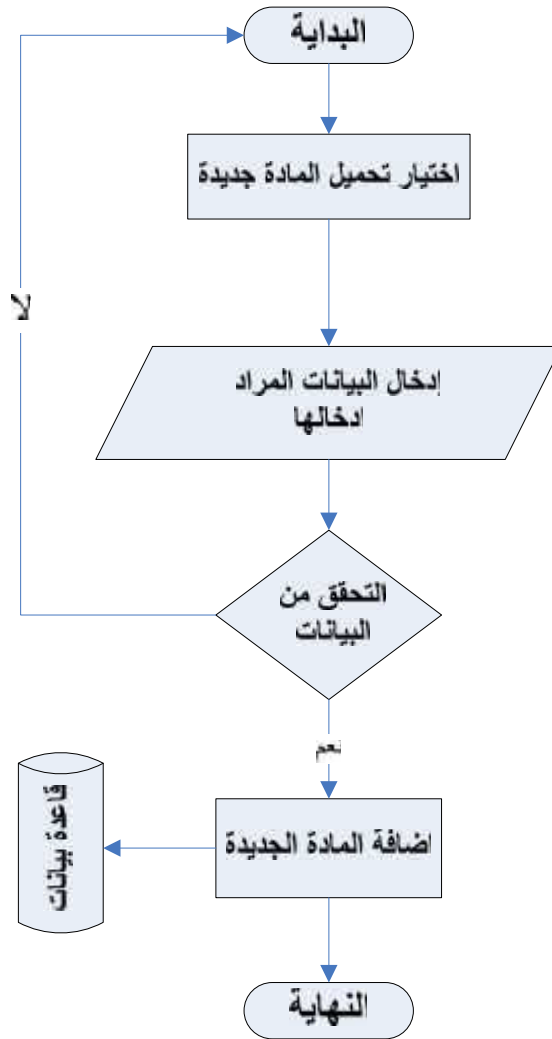 البداية
اختيار تحميل المادة جديدة
لا
إدخال البيانات المراد
ادخالها
التحقق من
البيانات
نعم
قاعدة بيانات
اضافة المادة الجديدة
النهاية